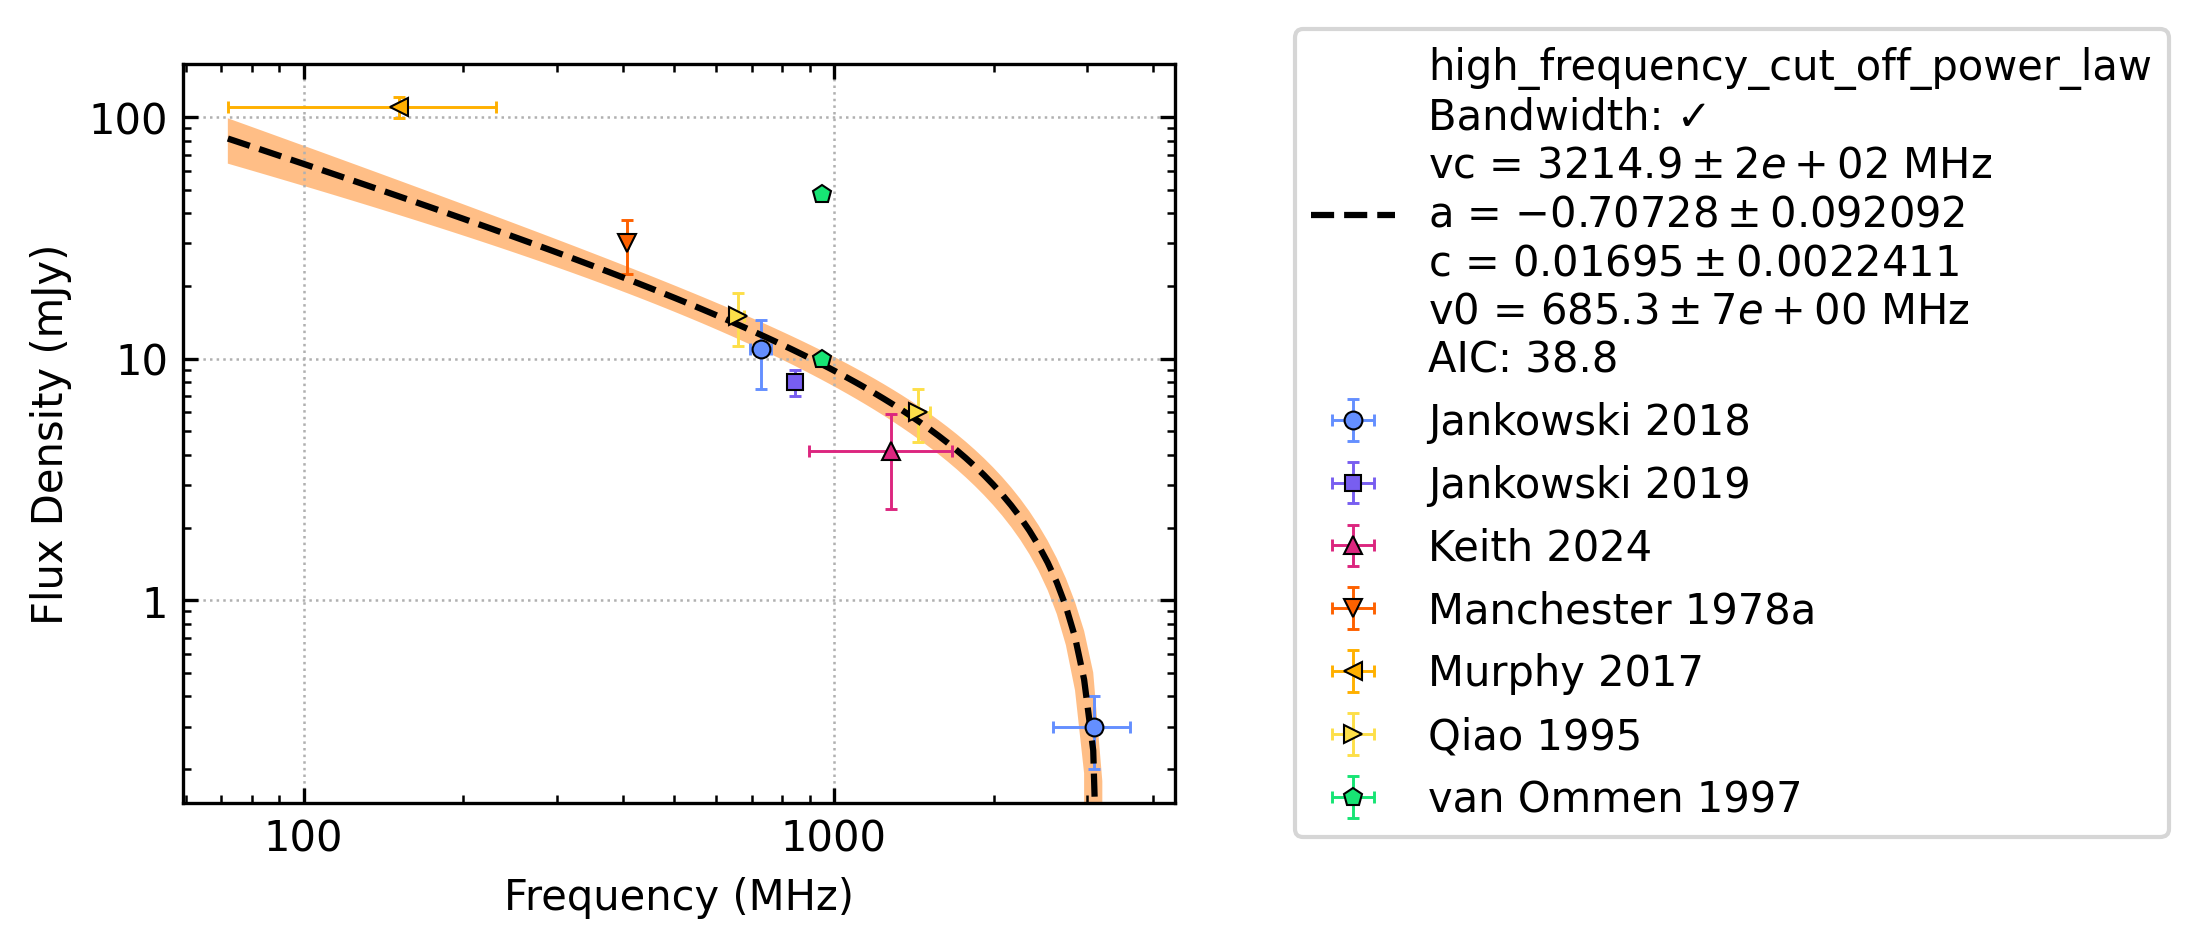 100
10
1
Flux Density (mJy)
100
1000
Frequency (MHz)
high_frequency_cut_off_power_law
Bandwidth: ✓
vc = 3214.9 ± 2e + 02 MHz
a = −0.70728 ± 0.092092
c = 0.01695 ± 0.0022411
v0 = 685.3 ± 7e + 00 MHz
AIC: 38.8
Jankowski 2018
Jankowski 2019
Keith 2024
Manchester 1978a
Murphy 2017
Qiao 1995
van Ommen 1997